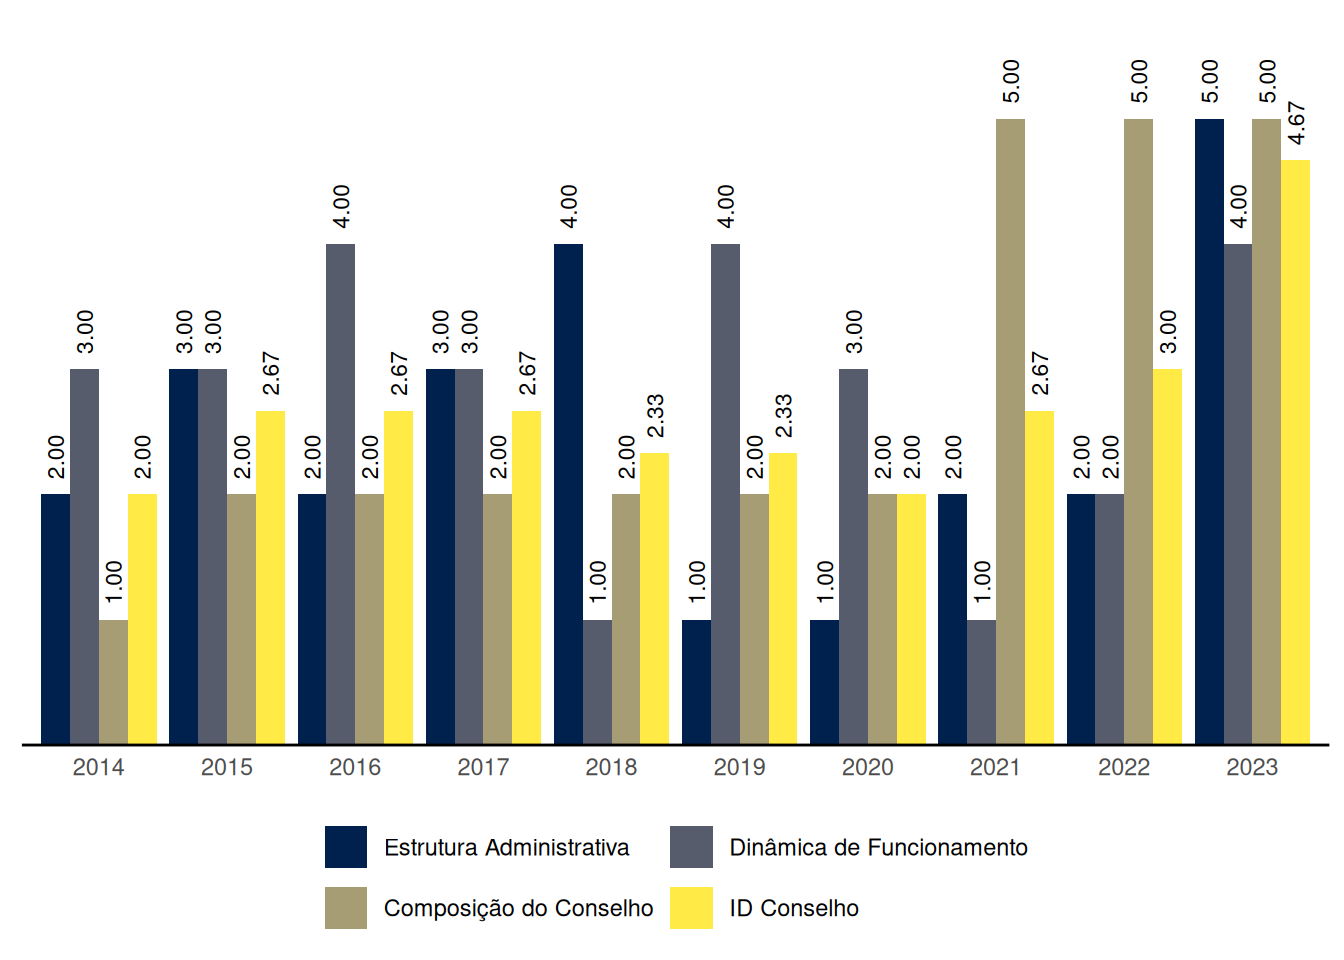 5.00 5.00 5.00 5.00
4.67
4.00 4.00 4.00 4.00
3.00 3.00 3.00 3.00 3.00 3.00 3.00
2.67 2.67 2.67 2.67
2.33 2.33
2.00 2.00 2.00 2.00 2.00 2.00 2.00 2.00 2.00 2.00 2.00 2.00 2.00
1.00 1.00 1.00 1.00 1.00
2014 2015 2016 2017 2018 2019 2020 2021 2022 2023
Estrutura Administrativa Dinâmica de Funcionamento
Composição do Conselho ID Conselho